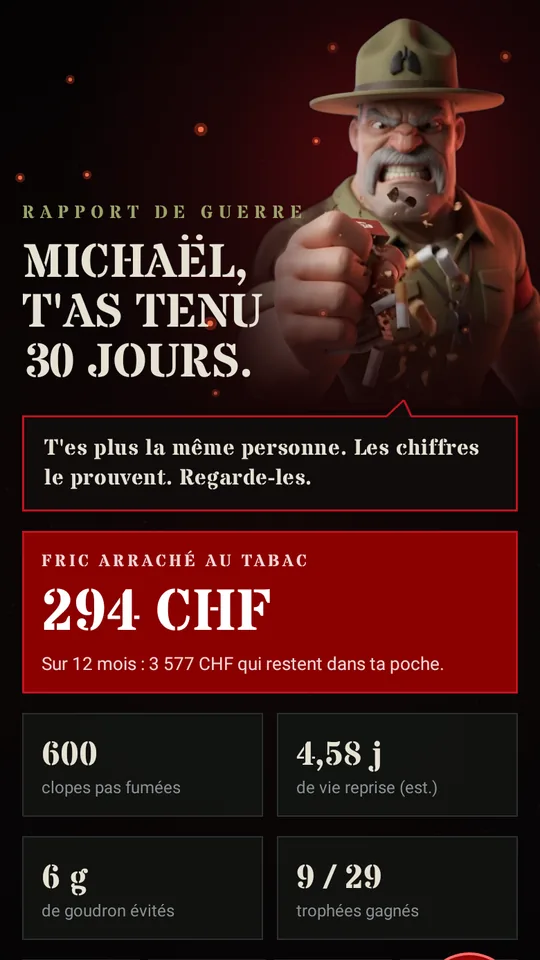 RAPPORT DE GUERRE
MICHAËL,
T'AS TENU
30 JOURS.
T'es plus la même personne. Les chiffres
le prouvent. Regarde-les.
FRIC ARRACHÉ AU TABAC
294 CHF
Sur 12 mois : 3 577 CHF qui restent dans ta poche.
600
clopes pas fumées
4,58 j
de vie reprise (est.)
6 g
de goudron évités
9 / 29
trophées gagnés